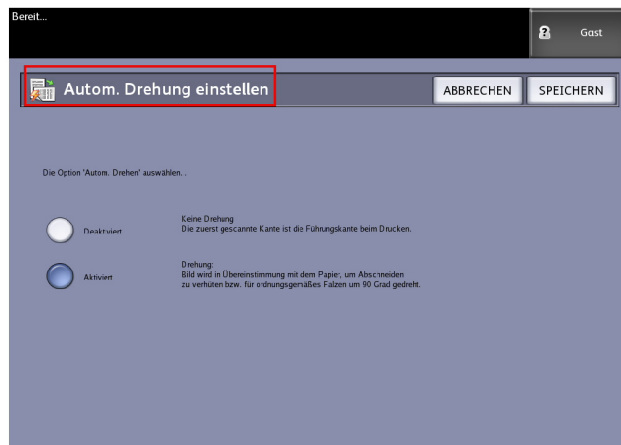 Bereit...
Gast
Autom. Drehung einstellen
ABBRECHEN
SPEICHERN
Die Option 'Autom. Drehen' auswählen. .
Deaktiviert
Keine Drehung
Die zuerst gescannte Kante ist die Führungskante beim Drucken.
Aktiviert
Drehung:
Bild wird in Übereinstimmung mit dem Papier, um Abschneiden
zu verhüten bzw. für ordnungsgemäßes Falzen um 90 Grad gedreht.